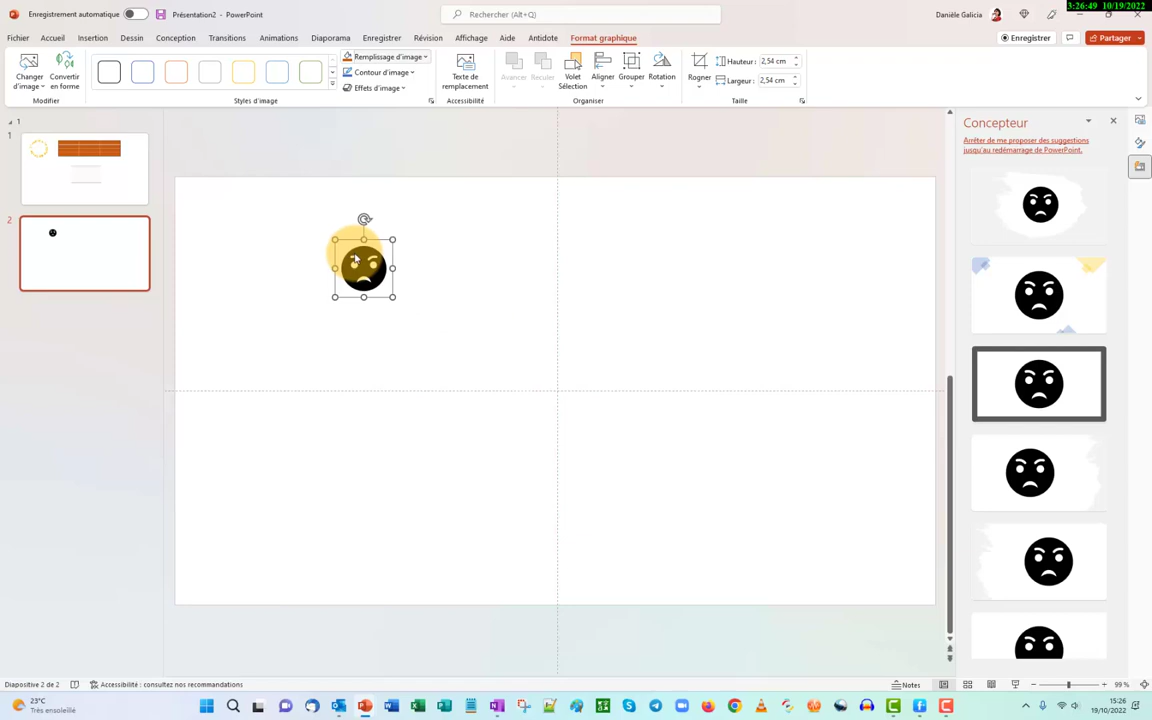 3:26:49 10/19/2022
Enregistrement automatique
Présentation2 - PowerPoint
Rechercher (Alt+Q)
Danièle Galicia
Fichier Accueil Insertion Dessin Conception Transitions Animations Diaporama Enregistrer Révision Affichage Aide Antidote Format graphique
Enregistrer
Partager
Changer d'image
Convertir en forme
Modifier
Remplissage d'image
Contour d'image
Effets d'image
Styles d'image
Texte de remplacement
Accessibilité
Avancer
Reculer
Volet Sélection
Aligner
Grouper
Rotation
Organiser
Rogner
Hauteur: 2,54 cm
Largeur: 2,54 cm
Taille
1
1
2
Concepteur
Arrêter de me proposer des suggestions
jusqu'au redémarrage de PowerPoint.
Diapositive 2 de 2
Accessibilité : consultez nos recommandations
Notes
99 %
23°C
Très ensoleillé
15:26
19/10/2022